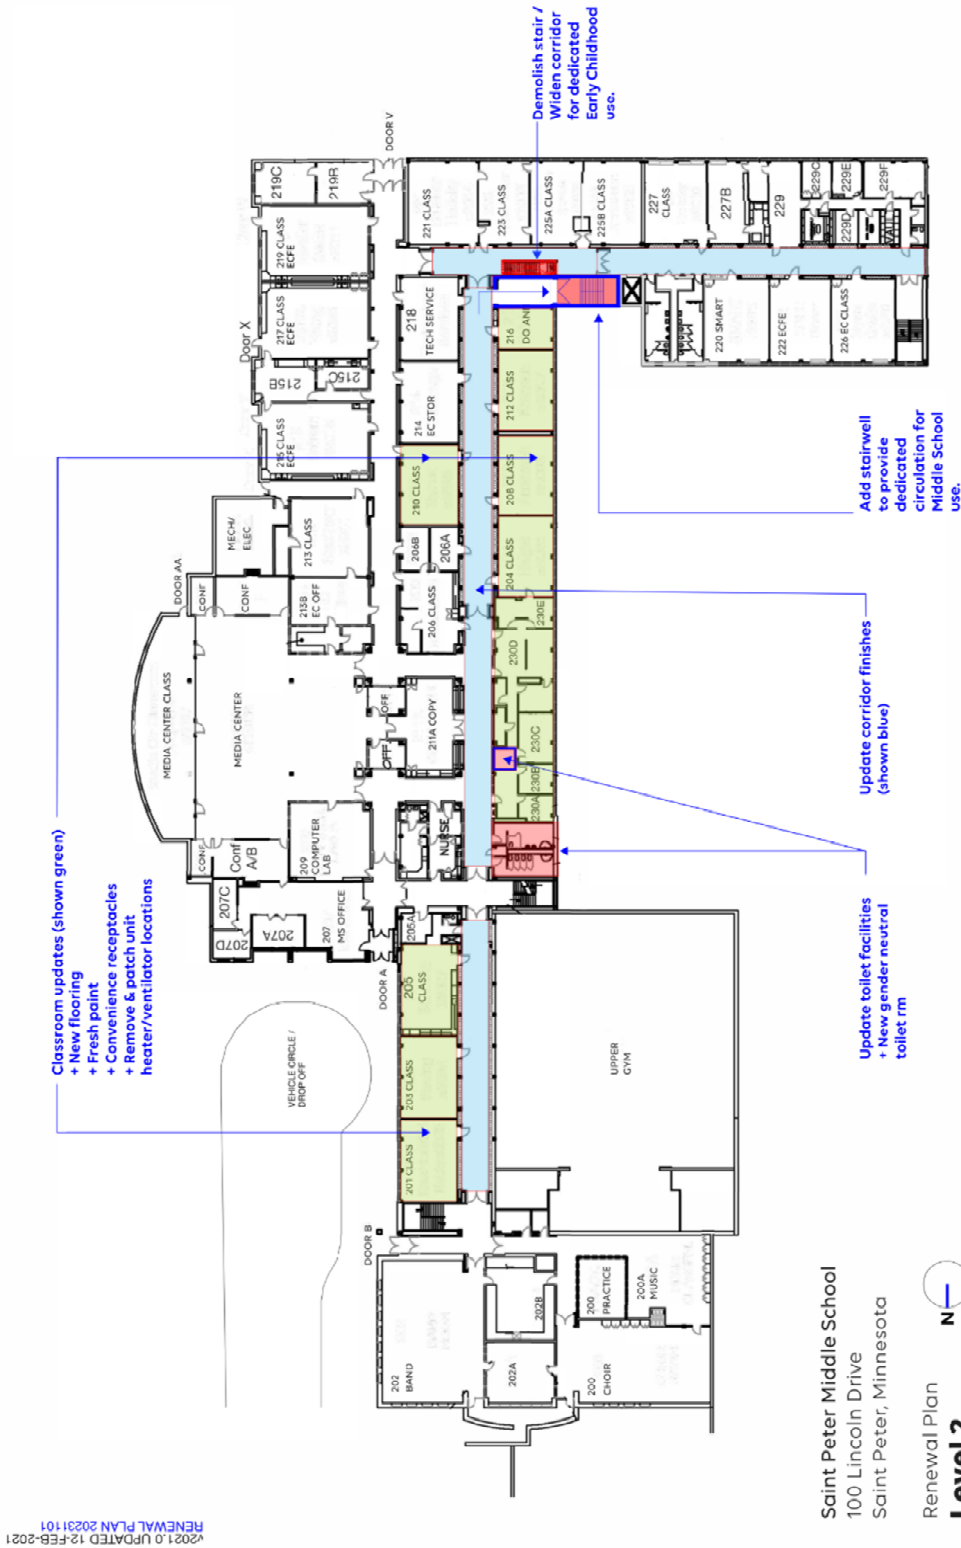 Classroom updates (shown green)
+ New flooring
+ Fresh paint
+ Convenience receptacles
+ Remove & patch unit
heater/ventilator locations
Demolish stair /
Widen corridor
for dedicated
Early Childhood
use.
Add stairwell
to provide
dedicated
circulation for
Middle School
use.
Update corridor finishes
(shown blue)
Update toilet facilities
+ New gender neutral
toilet rm
VEHICLE CIRCLE /
DROP OFF
DOOR B
DOOR A
DOOR AA
Door X
DOOR V
MEDIA CENTER CLASS
MEDIA CENTER
CONF
Conf
A/B
CONF
CONF
MECH/
ELEC
207C
207D
207A
207
MS OFFICE
209
COMPUTER
LAB
213B
EC OFF
213 CLASS
ECFE
215B
215C
217 CLASS
ECFE
219 CLASS
ECFE
219C
219B
OFF
OFF
202
BAND
201 CLASS
203 CLASS
205
CLASS
205A
NURSE
211A COPY
206 CLASS
206B
206A
210 CLASS
214
EC STOR
218
TECH SERVICE
221 CLASS
223 CLASS
225A CLASS
225B CLASS
227
CLASS
227B
229
229C
229E
229F
229D
202A
202B
200
CHOIR
200
PRACTICE
200A
MUSIC
UPPER
GYM
230A
230B
230C
230D
230E
204 CLASS
208 CLASS
212 CLASS
216
220 SMART
222 ECFE
226 EC CLASS
Saint Peter Middle School
100 Lincoln Drive
Saint Peter, Minnesota
Renewal Plan
Level 2
N
V2021.0 UPDATED 12-FEB-2021
RENEWAL PLAN 20231101